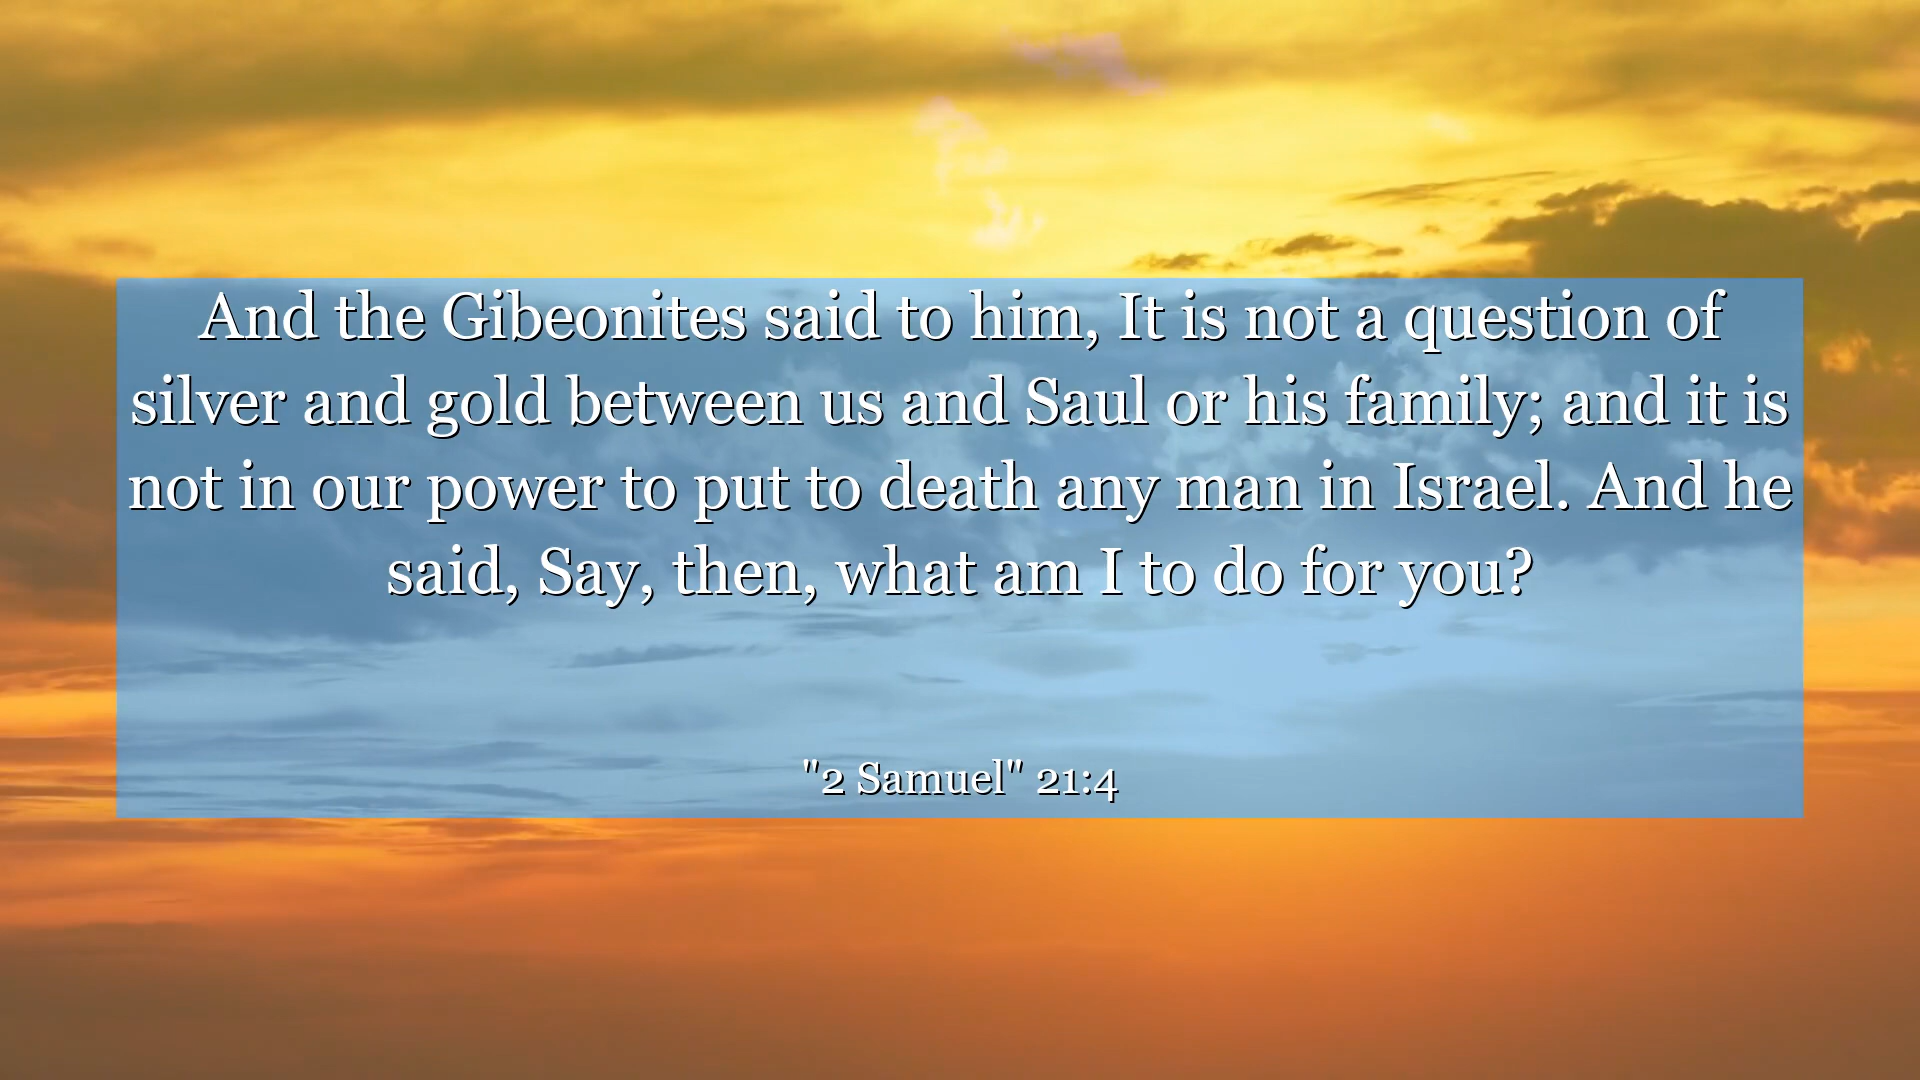 And the Gibeonites said to him, It is not a question of
silver and gold between us and Saul or his family; and it is
not in our power to put to death any man in Israel. And he
said, Say, then, what am I to do for you?
"2 Samuel" 21:4